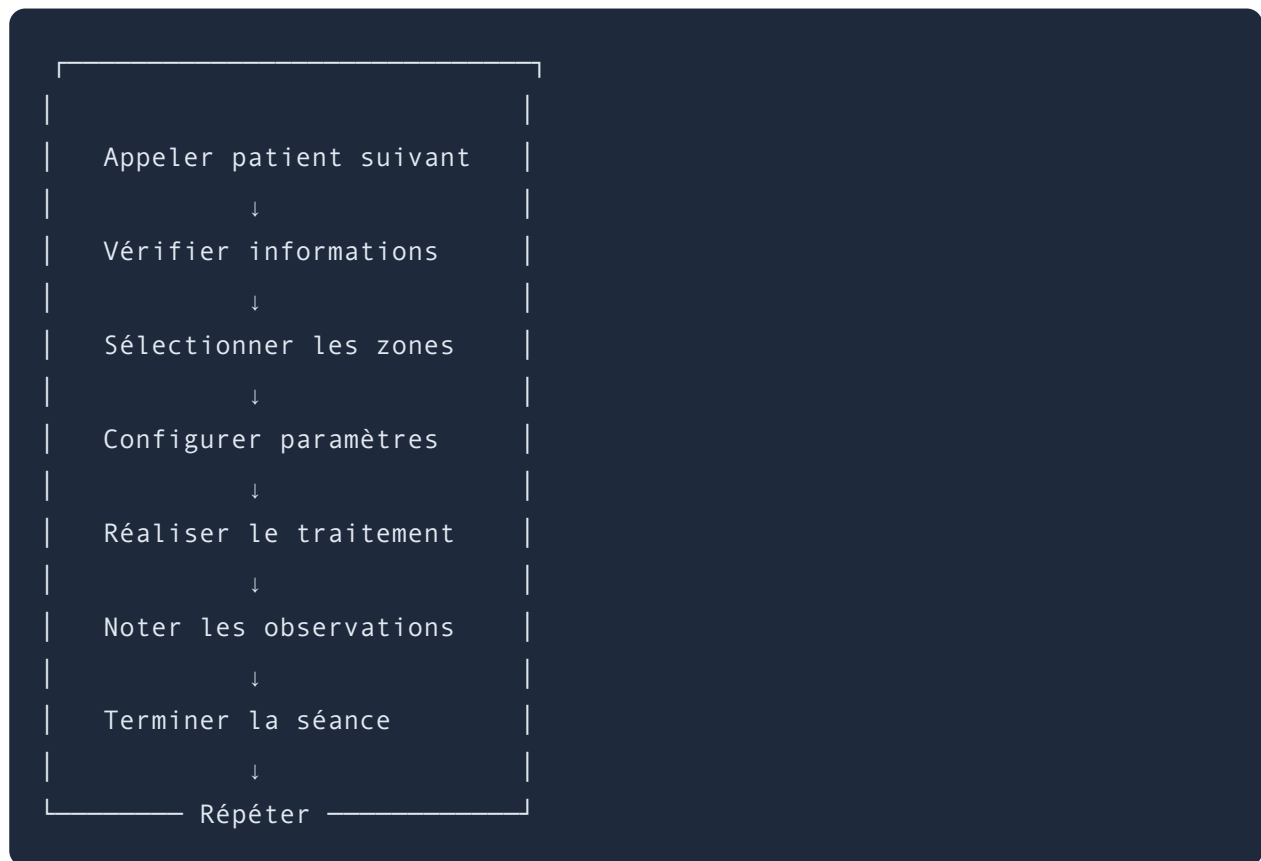 Appeler patient suivant
↓
Vérifier informations
↓
Sélectionner les zones
↓
Configurer paramètres
↓
Réaliser le traitement
↓
Noter les observations
↓
Terminer la séance
↓
Répéter